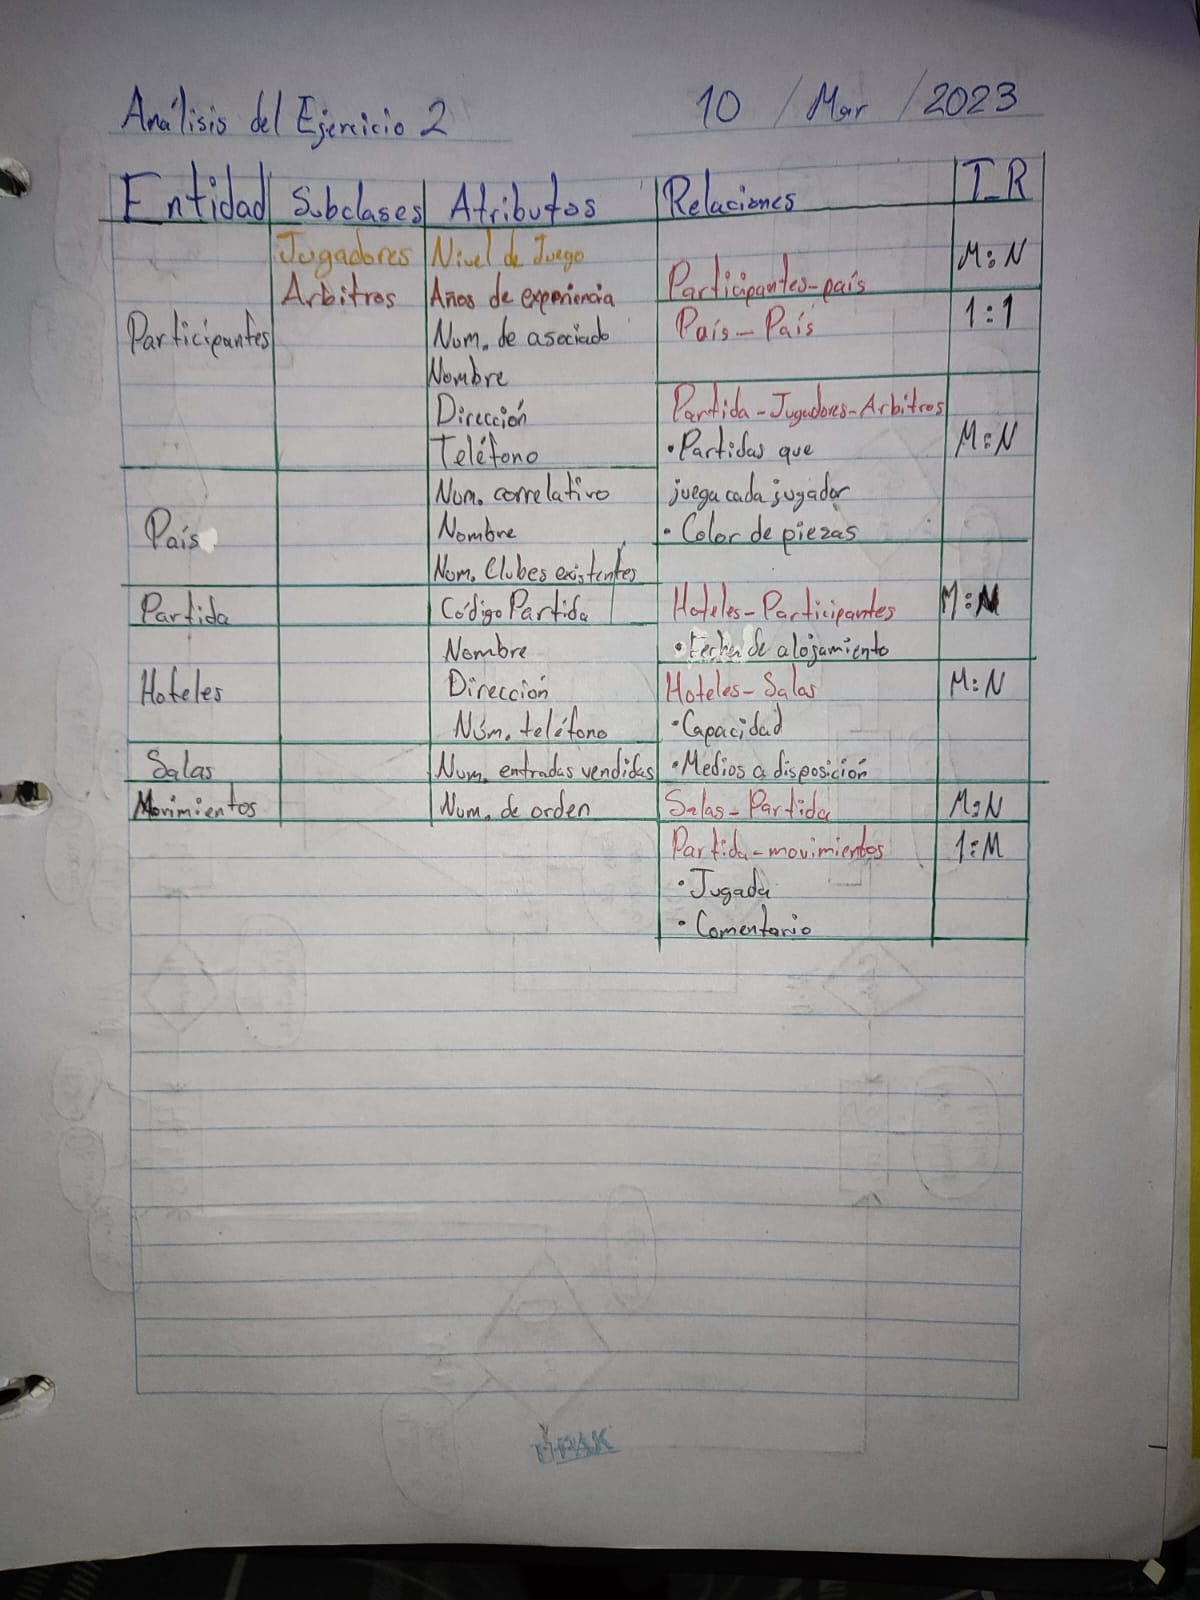 Análisis del Ejercicio 2 10 / Mar / 2023
Entidad Subclases Atributos Relaciones I R
Jugadores Nivel de Juego M:N
Arbitros Años de experiencia Participantes-país
Participantes Num. de asociado País - País 1:1
Nombre
Dirección Partida - Jugadores - Arbitros
Teléfono • Partidas que M:N
Num. correlativo juega cada jugador
País Nombre • Color de piezas
Num. Clubes existentes
Partida Código Partida Hoteles - Participantes M:N
Nombre • Fecha de alojamiento
Hoteles Dirección Hoteles - Salas M:N
Núm. teléfono • Capacidad
Salas Num. entradas vendidas • Medios a disposición
Movimientos Num. de orden Salas - Partida M:N
Partida - movimientos 1:M
• Jugada
• Comentario